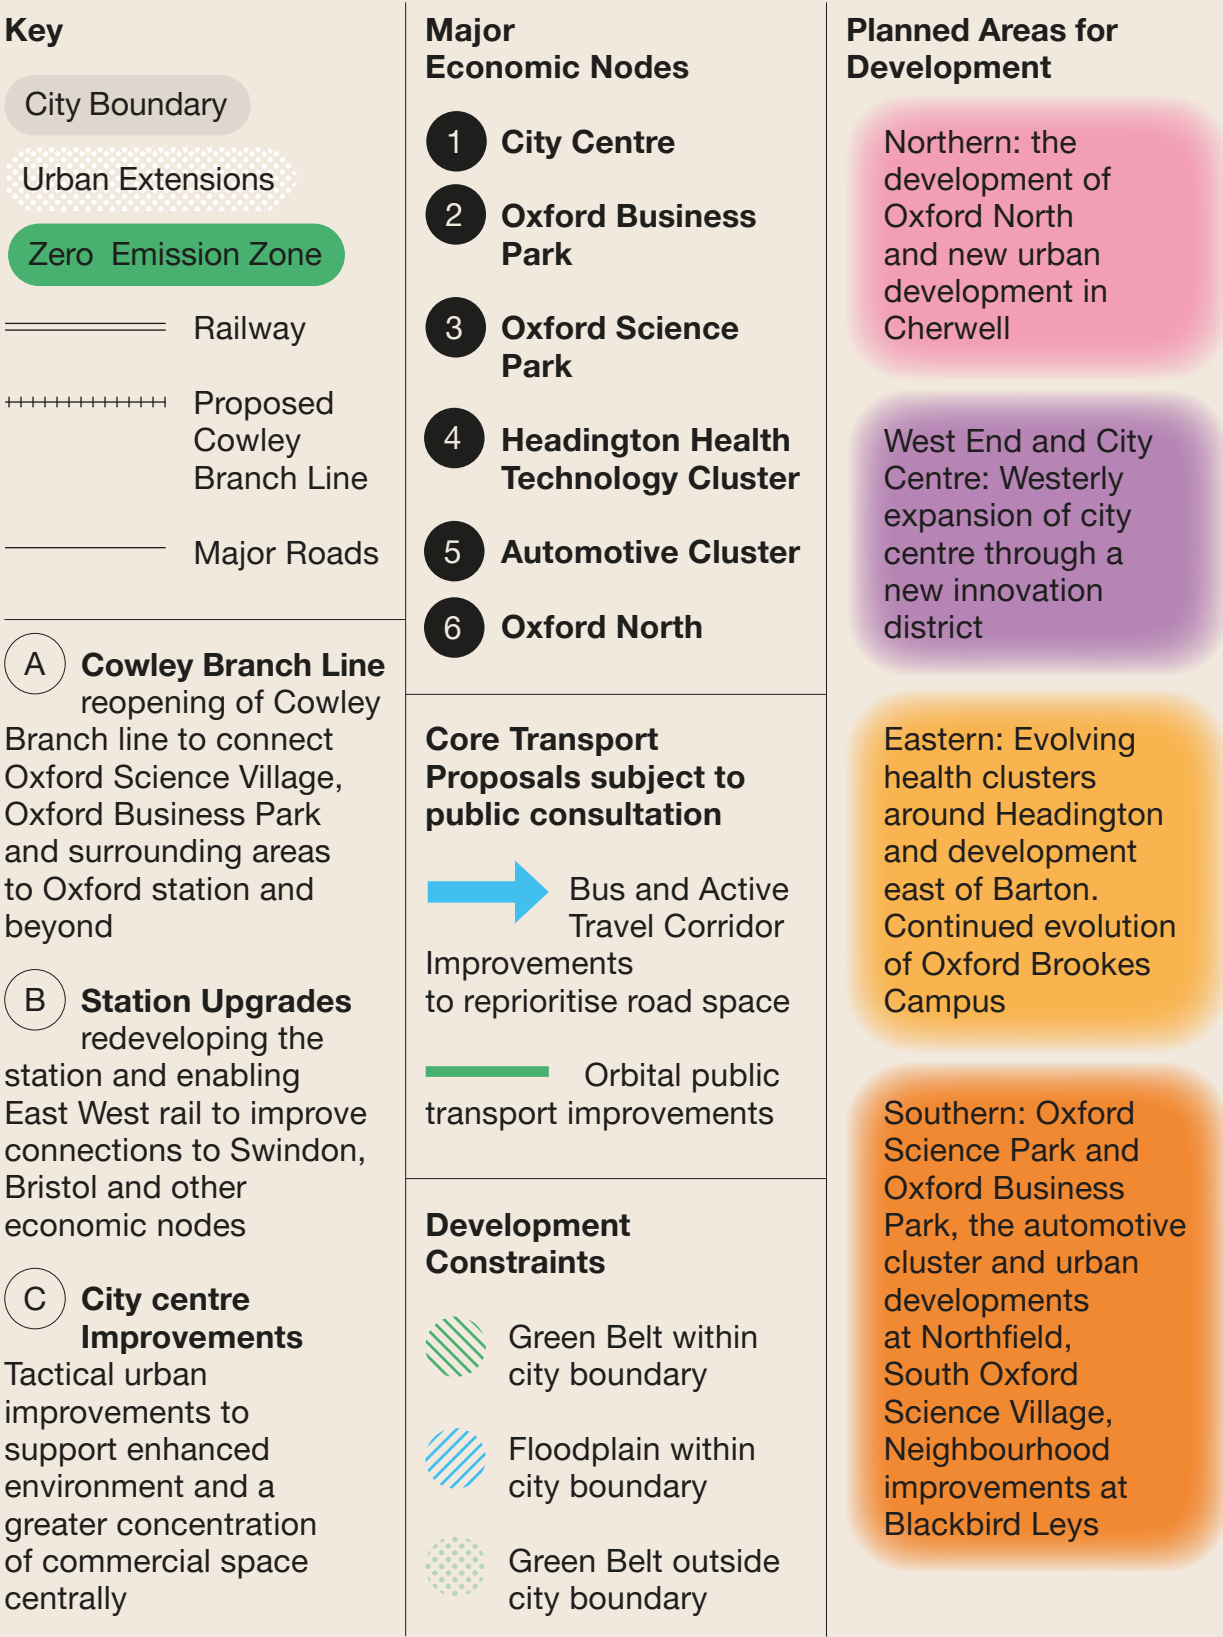 Key
City Boundary
Urban Extensions
Zero Emission Zone
Railway
Proposed
Cowley
Branch Line
Major Roads
A Cowley Branch Line
reopening of Cowley
Branch line to connect
Oxford Science Village,
Oxford Business Park
and surrounding areas
to Oxford station and
beyond
B Station Upgrades
redeveloping the
station and enabling
East West rail to improve
connections to Swindon,
Bristol and other
economic nodes
C City centre
Improvements
Tactical urban
improvements to
support enhanced
environment and a
greater concentration
of commercial space
centrally
Major
Economic Nodes
1 City Centre
2 Oxford Business
Park
3 Oxford Science
Park
4 Headington Health
Technology Cluster
5 Automotive Cluster
6 Oxford North
Core Transport
Proposals subject to
public consultation
Bus and Active
Travel Corridor
Improvements
to reprioritise road space
Orbital public
transport improvements
Development
Constraints
Green Belt within
city boundary
Floodplain within
city boundary
Green Belt outside
city boundary
Planned Areas for
Development
Northern: the
development of
Oxford North
and new urban
development in
Cherwell
West End and City
Centre: Westerly
expansion of city
centre through a
new innovation
district
Eastern: Evolving
health clusters
around Headington
and development
east of Barton.
Continued evolution
of Oxford Brookes
Campus
Southern: Oxford
Science Park and
Oxford Business
Park, the automotive
cluster and urban
developments
at Northfield,
South Oxford
Science Village,
Neighbourhood
improvements at
Blackbird Leys